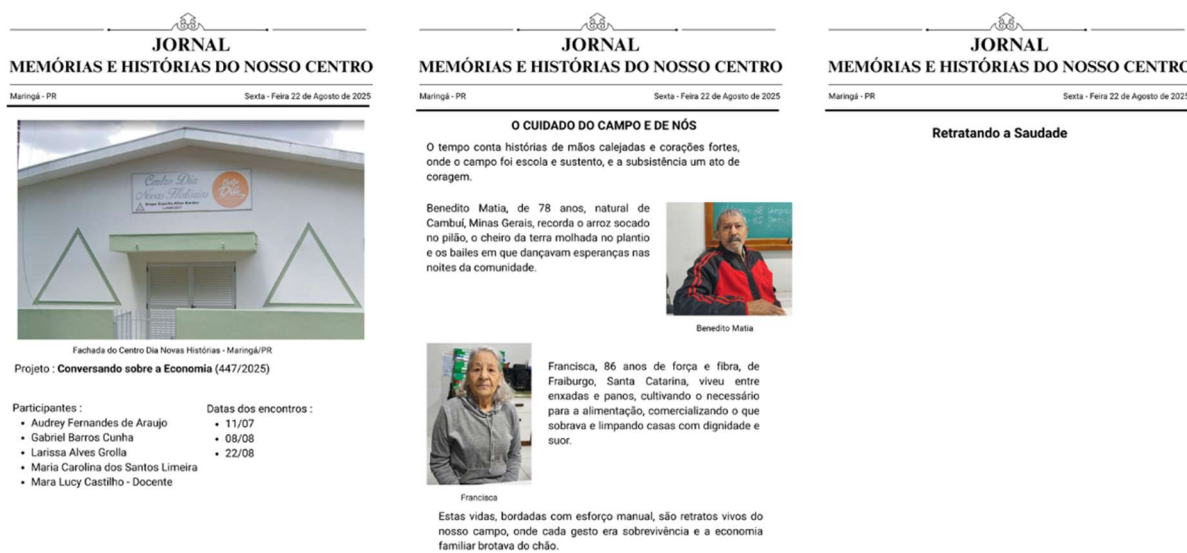 JORNAL
MEMÓRIAS E HISTÓRIAS DO NOSSO CENTRO
Maringá - PR
Sexta - Feira 22 de Agosto de 2025
Centro Dia
Novas Histórias
Centro Dia
Fachada do Centro Dia Novas Histórias - Maringá/PR
Projeto : Conversando sobre a Economia (447/2025)
Participantes :
• Audrey Fernandes de Araujo
• Gabriel Barros Cunha
• Larissa Alves Grolla
• Maria Carolina dos Santos Limeira
• Mara Lucy Castilho - Docente
Datas dos encontros :
• 11/07
• 08/08
• 22/08
JORNAL
MEMÓRIAS E HISTÓRIAS DO NOSSO CENTRO
Maringá - PR
Sexta - Feira 22 de Agosto de 2025
O CUIDADO DO CAMPO E DE NÓS
O tempo conta histórias de mãos calejadas e corações fortes,
onde o campo foi escola e sustento, e a subsistência um ato de
coragem.
Benedito Matia, de 78 anos, natural de
Cambuí, Minas Gerais, recorda o arroz socado
no pilão, o cheiro da terra molhada no plantio
e os bailes em que dançavam esperanças nas
noites da comunidade.
Benedito Matia
Francisca, 86 anos de força e fibra, de
Fraiburgo, Santa Catarina, viveu entre
enxadas e panos, cultivando o necessário
para a alimentação, comercializando o que
sobrava e limpando casas com dignidade e
suor.
Francisca
Estas vidas, bordadas com esforço manual, são retratos vivos do
nosso campo, onde cada gesto era sobrevivência e a economia
familiar brotava do chão.
JORNAL
MEMÓRIAS E HISTÓRIAS DO NOSSO CENTRO
Maringá - PR
Sexta - Feira 22 de Agosto de 2025
Retratando a Saudade